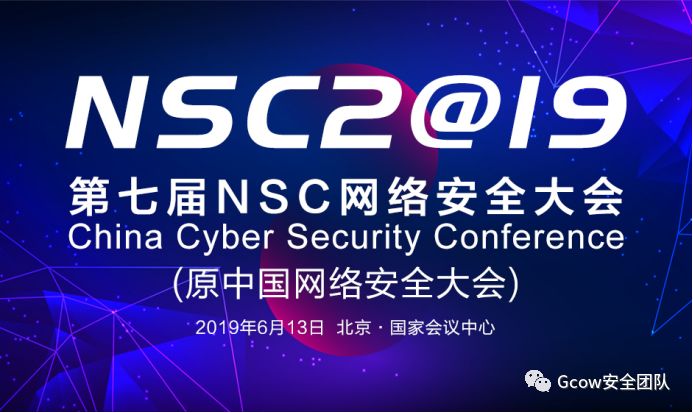 NSC2@19
第七届NSC网络安全大会
China Cyber Security Conference
(原中国网络安全大会)
2019年6月13日 北京·国家会议中心
Gcow安全团队